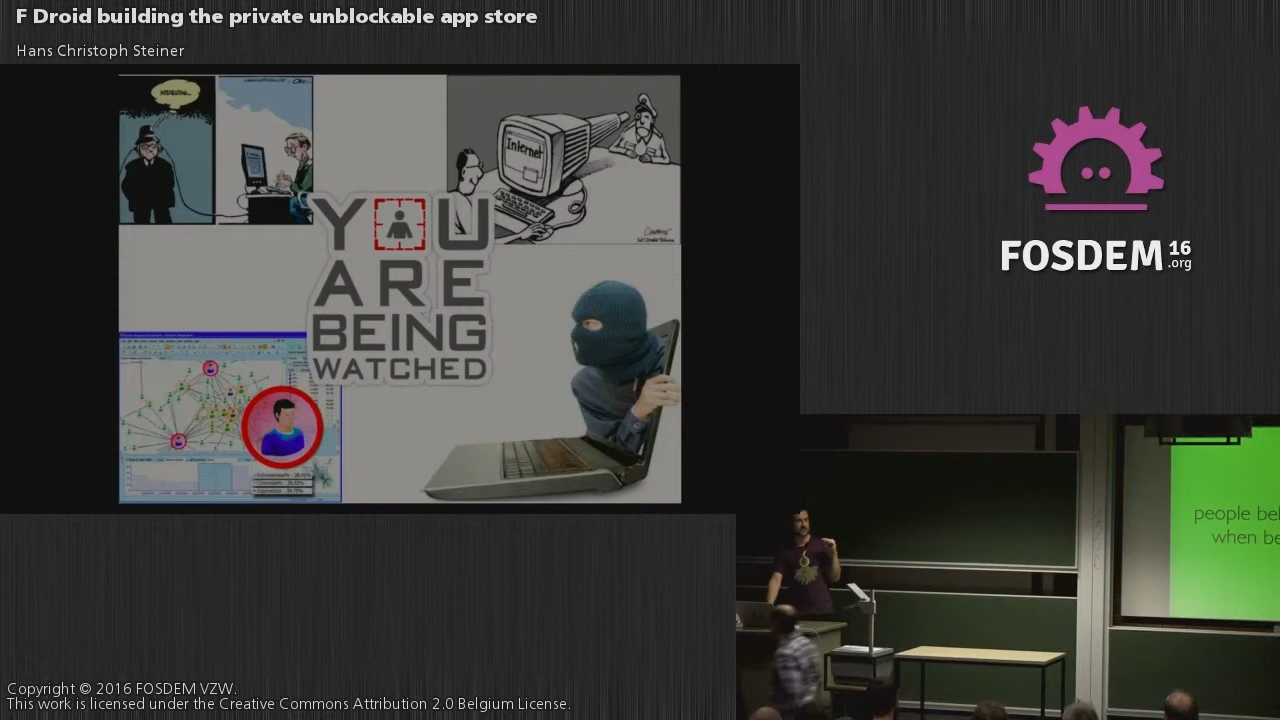 F Droid building the private unblockable app store
Hans Christoph Steiner
INTERESTING...
Internet
YOU
ARE
BEING
WATCHED
FOSDEM 16
.org
people be
when be
Copyright © 2016 FOSDEM VZW.
This work is licensed under the Creative Commons Attribution 2.0 Belgium License.